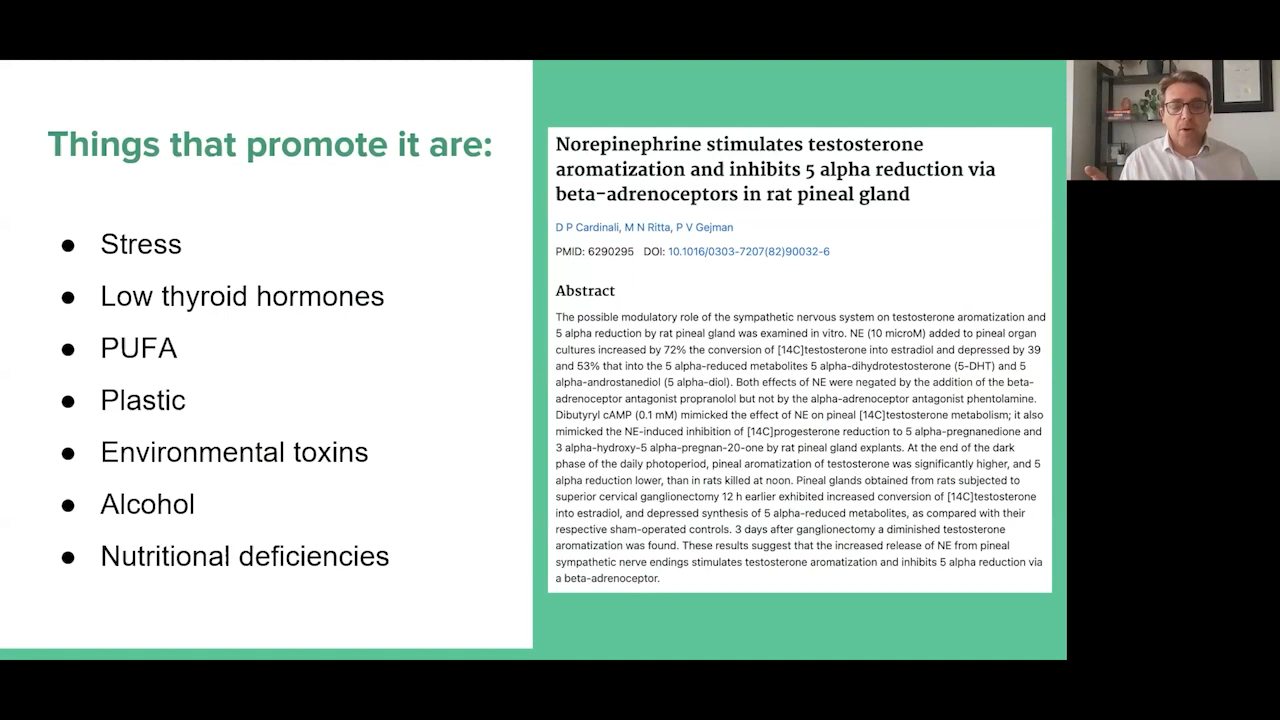 Things that promote it are:
● Stress
● Low thyroid hormones
● PUFA
● Plastic
● Environmental toxins
● Alcohol
● Nutritional deficiencies
Norepinephrine stimulates testosterone
aromatization and inhibits 5 alpha reduction via
beta-adrenoceptors in rat pineal gland
D P Cardinali, M N Ritta, P V Gejman
PMID: 6290295 DOI: 10.1016/0303-7207(82)90032-6
Abstract
The possible modulatory role of the sympathetic nervous system on testosterone aromatization and
5 alpha reduction by rat pineal gland was examined in vitro. NE (10 microM) added to pineal organ
cultures increased by 72% the conversion of [14C]testosterone into estradiol and depressed by 39
and 53% that into the 5 alpha-reduced metabolites 5 alpha-dihydrotestosterone (5-DHT) and 5
alpha-androstanediol (5 alpha-diol). Both effects of NE were negated by the addition of the beta-
adrenoceptor antagonist propranolol but not by the alpha-adrenoceptor antagonist phentolamine.
Dibutyryl cAMP (0.1 mM) mimicked the effect of NE on pineal [14C]testosterone metabolism; it also
mimicked the NE-induced inhibition of [14C]progesterone reduction to 5 alpha-pregnanedione and
3 alpha-hydroxy-5 alpha-pregnan-20-one by rat pineal gland explants. At the end of the dark
phase of the daily photoperiod, pineal aromatization of testosterone was significantly higher, and 5
alpha reduction lower, than in rats killed at noon. Pineal glands obtained from rats subjected to
superior cervical ganglionectomy 12 h earlier exhibited increased conversion of [14C]testosterone
into estradiol, and depressed synthesis of 5 alpha-reduced metabolites, as compared with their
respective sham-operated controls. 3 days after ganglionectomy a diminished testosterone
aromatization was found. These results suggest that the increased release of NE from pineal
sympathetic nerve endings stimulates testosterone aromatization and inhibits 5 alpha reduction via
a beta-adrenoceptor.